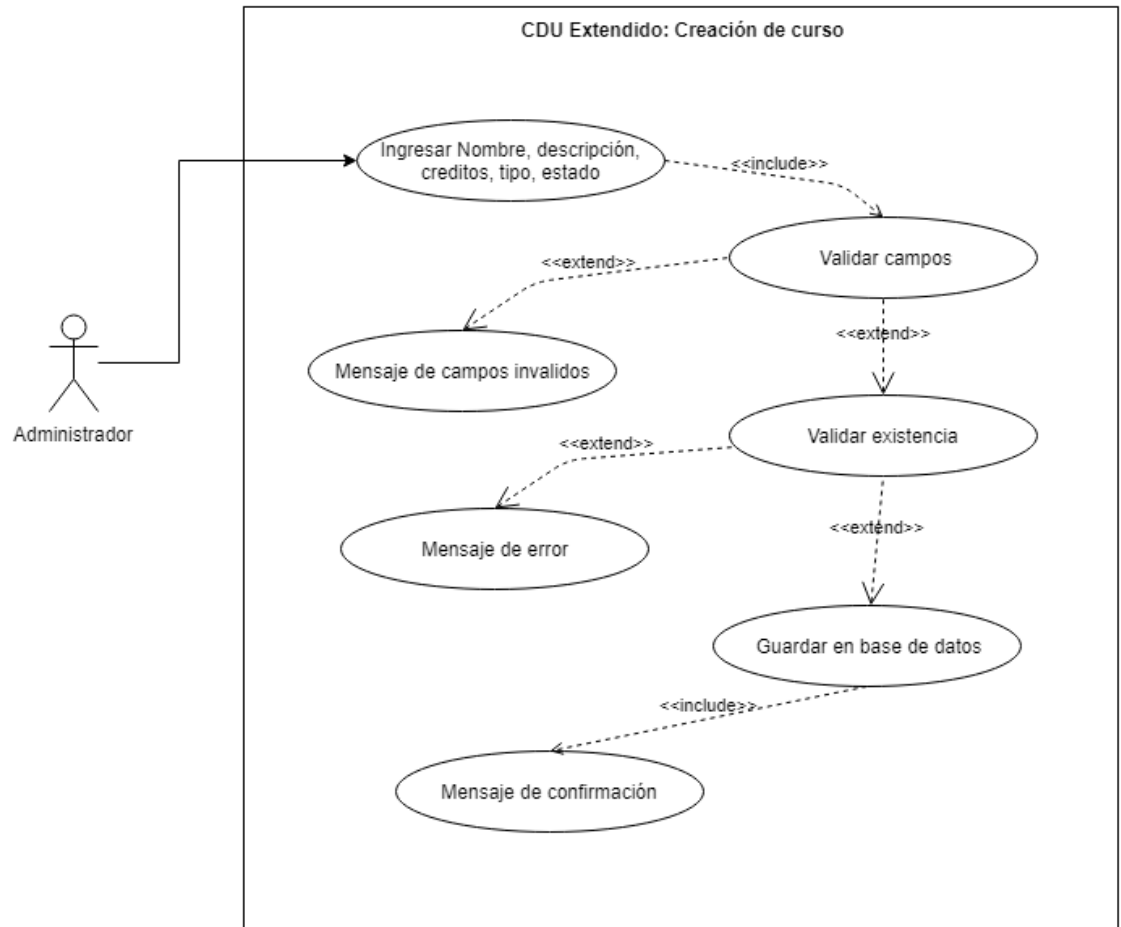 CDU Extendido: Creación de curso
Ingresar Nombre, descripción,
creditos, tipo, estado
<<include>>
Validar campos
<<extend>>
<<extend>>
Mensaje de campos invalidos
Administrador
Validar existencia
<<extend>>
<<extend>>
Mensaje de error
Guardar en base de datos
<<include>>
Mensaje de confirmación